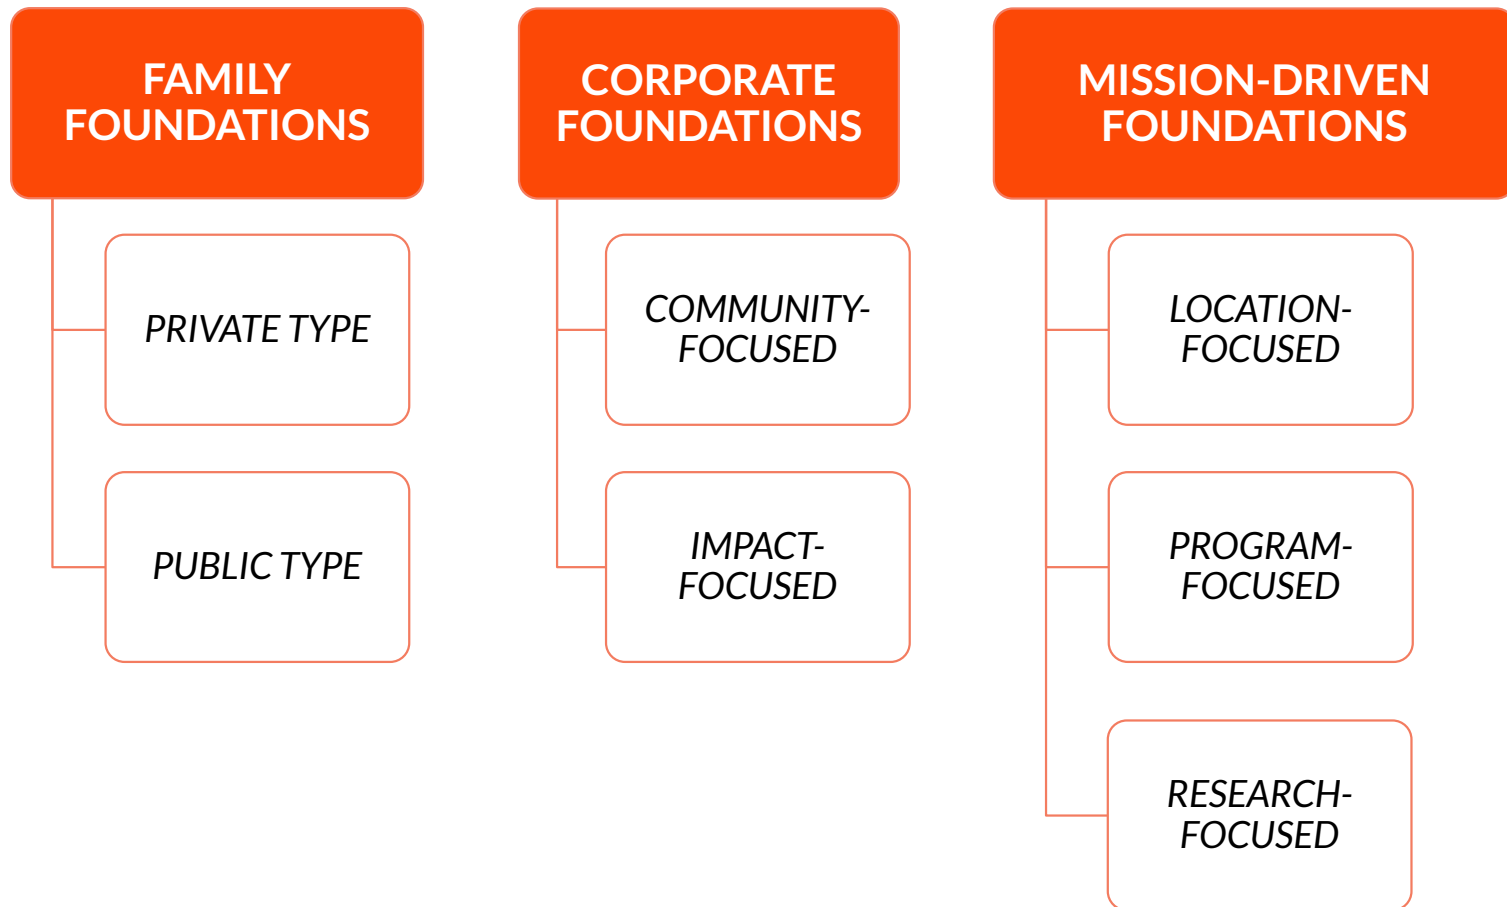 FAMILY
FOUNDATIONS
PRIVATE TYPE
PUBLIC TYPE
CORPORATE
FOUNDATIONS
COMMUNITY-
FOCUSED
IMPACT-
FOCUSED
MISSION-DRIVEN
FOUNDATIONS
LOCATION-
FOCUSED
PROGRAM-
FOCUSED
RESEARCH-
FOCUSED